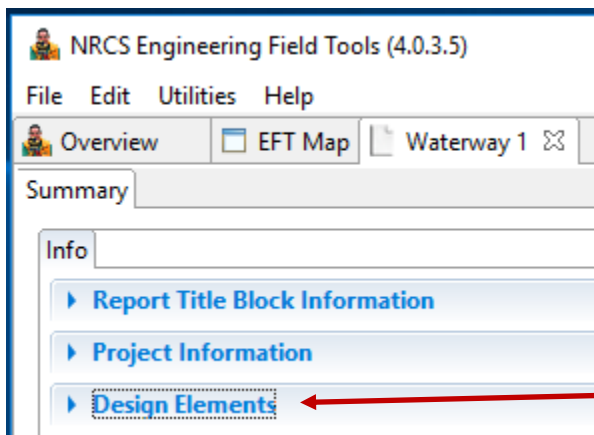 NRCS Engineering Field Tools (4.0.3.5)
File Edit Utilities Help
Overview EFT Map Waterway 1
Summary
Info
Report Title Block Information
Project Information
Design Elements